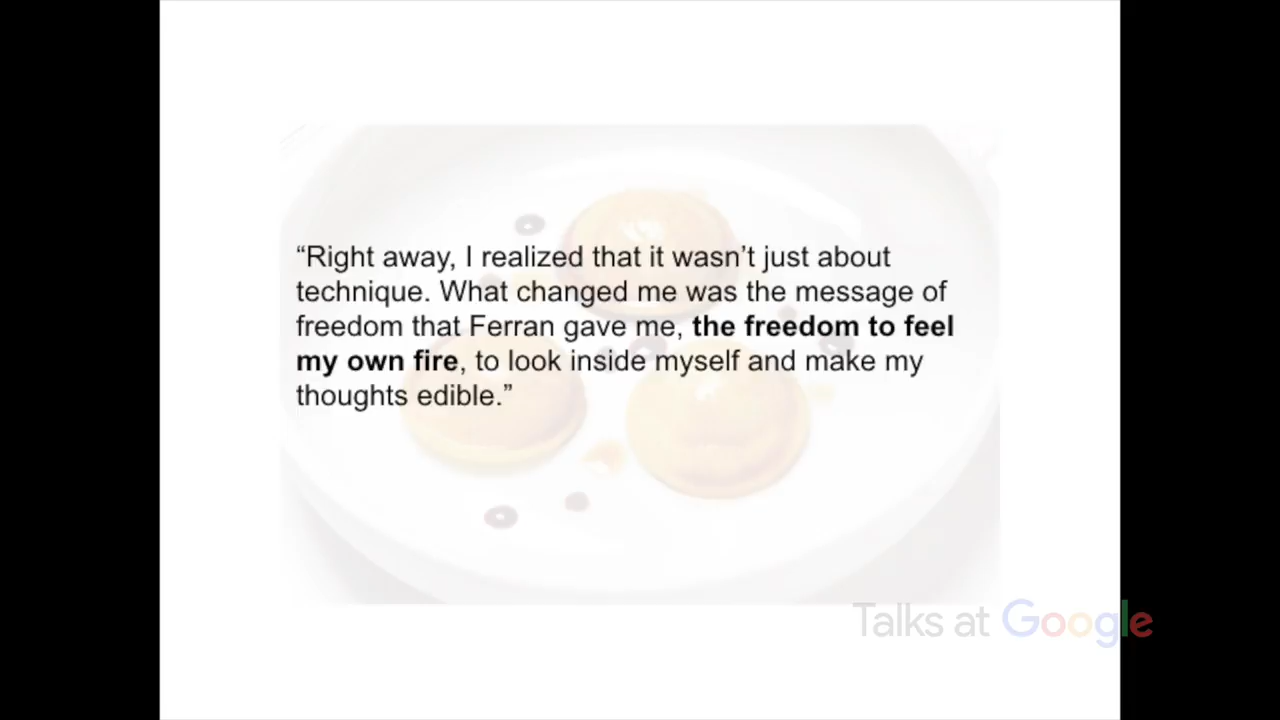 “Right away, I realized that it wasn’t just about
technique. What changed me was the message of
freedom that Ferran gave me, the freedom to feel
my own fire, to look inside myself and make my
thoughts edible.”
Talks at Google